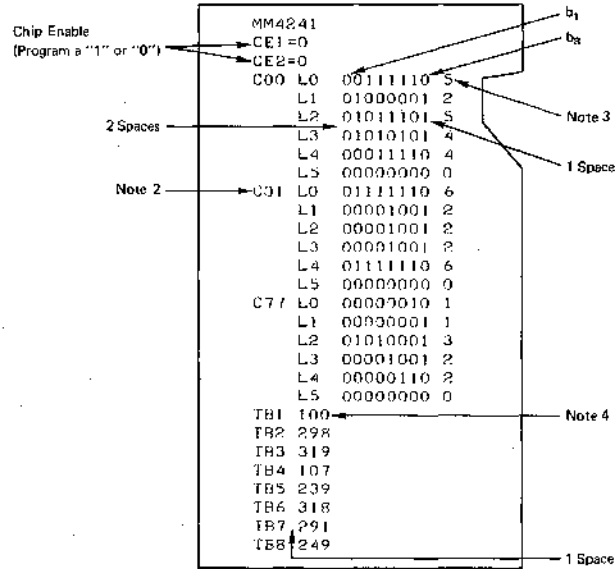 MM4241
CE1=0
CE2=0
C00 L0 00111110 5
L1 01000001 2
L2 01011101 5
L3 01010101 4
L4 00011110 4
L5 00000000 0
C01 L0 01111110 6
L1 00001001 2
L2 00001001 2
L3 00001001 2
L4 01111110 6
L5 00000000 0
C77 L0 00000010 1
L1 00000001 1
L2 01010001 3
L3 00001001 2
L4 00000110 2
L5 00000000 0
TB1 100
TB2 298
TB3 319
TB4 107
TB5 239
TB6 318
TB7 291
TB8 249
Chip Enable
(Program a "1" or "0")
2 Spaces
Note 2
b1
b8
Note 3
1 Space
Note 4
1 Space